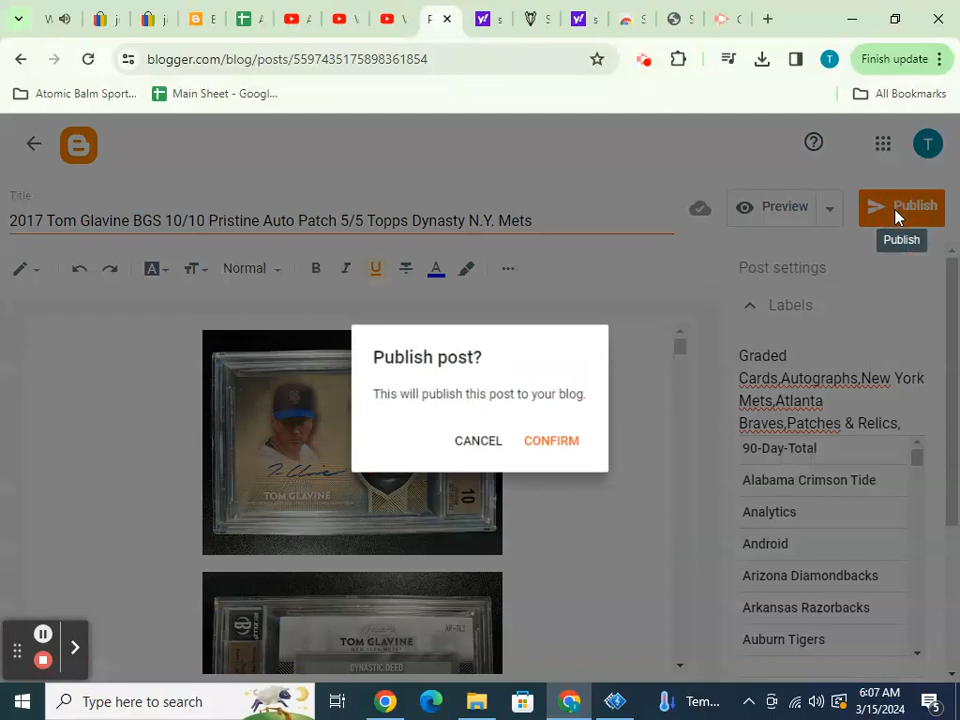 blogger.com/blog/posts/5597435175898361854
Finish update
Atomic Balm Sport...
Main Sheet - Googl...
All Bookmarks
T
Title
2017 Tom Glavine BGS 10/10 Pristine Auto Patch 5/5 Topps Dynasty N.Y. Mets
Preview
Publish
Publish
Normal
Post settings
Labels
Graded
Cards,Autographs,New York
Mets,Atlanta
Braves,Patches & Relics,
90-Day-Total
Alabama Crimson Tide
Analytics
Android
Arizona Diamondbacks
Arkansas Razorbacks
Auburn Tigers
Publish post?
This will publish this post to your blog.
CANCEL
CONFIRM
TOM GLAVINE
10
TOM GLAVINE
DYNASTIC DEED
Type here to search
Tem...
6:07 AM
3/15/2024
5